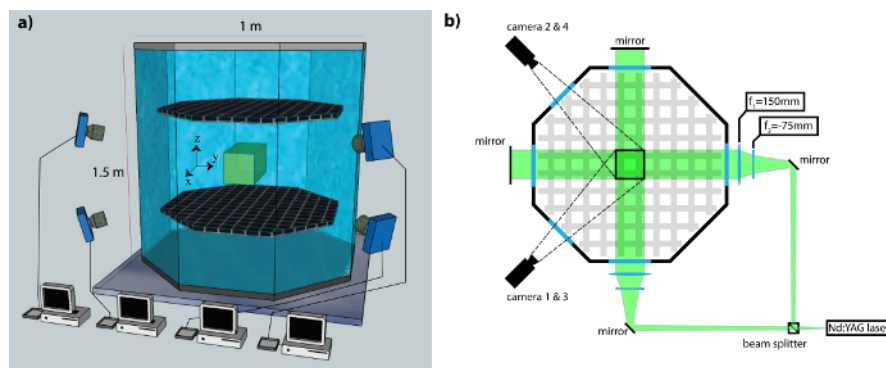 a)
1 m
1.5 m
z
y
x
b)
camera 2 & 4
mirror
f₁=150mm
f₂=-75mm
mirror
mirror
camera 1 & 3
mirror
beam splitter
Nd:YAG laser